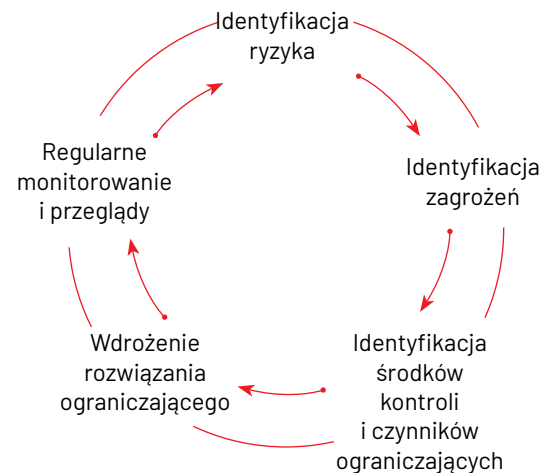 Identyfikacja
ryzyka
Identyfikacja
zagrożeń
Identyfikacja
środków
kontroli
i czynników
ograniczających
Wdrożenie
rozwiązania
ograniczającego
Regularne
monitorowanie
i przeglądy